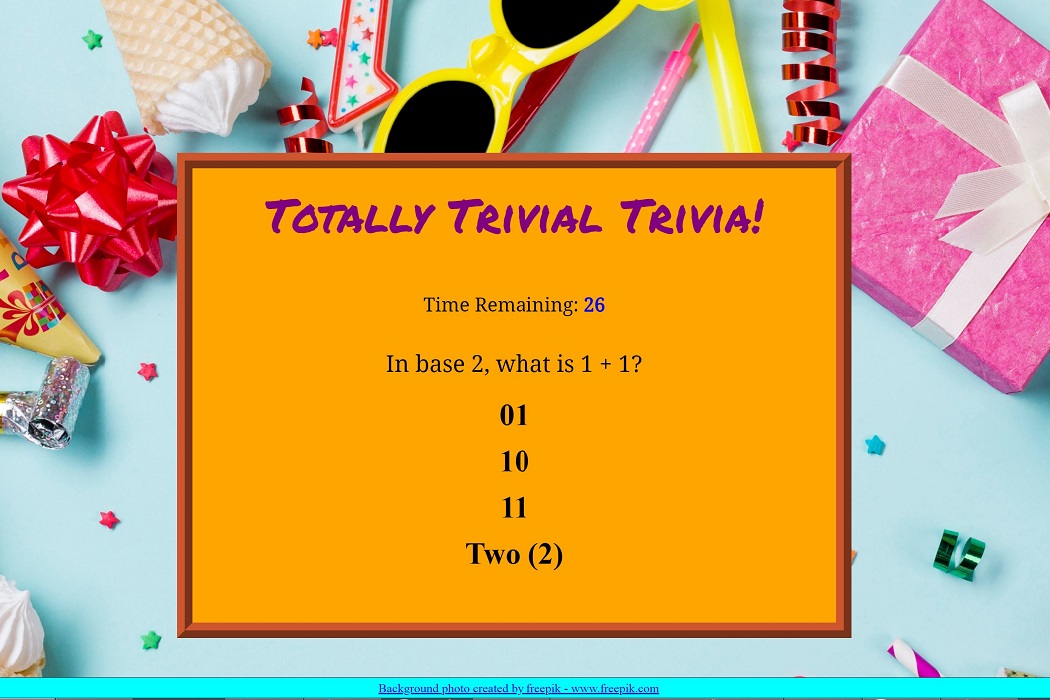 Totally Trivial Trivia!
Time Remaining: 26
In base 2, what is 1 + 1?
01
10
11
Two (2)
Background photo created by freepik - www.freepik.com